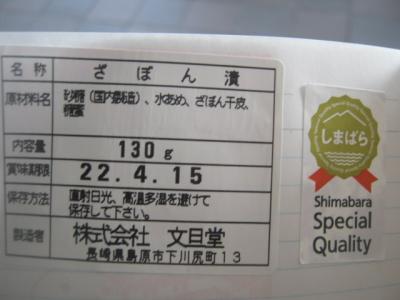 名称 ざぼん漬
原材料名 砂糖（国内製造）、水あめ、ざぼん干皮、
糖蜜
内容量 130g
賞味期限 22.4.15
保存方法 直射日光、高温多湿を避けて
保存して下さい。
製造者 株式会社 文旦堂
長崎県島原市下川尻町13
しまばら
Shimabara
Special
Quality